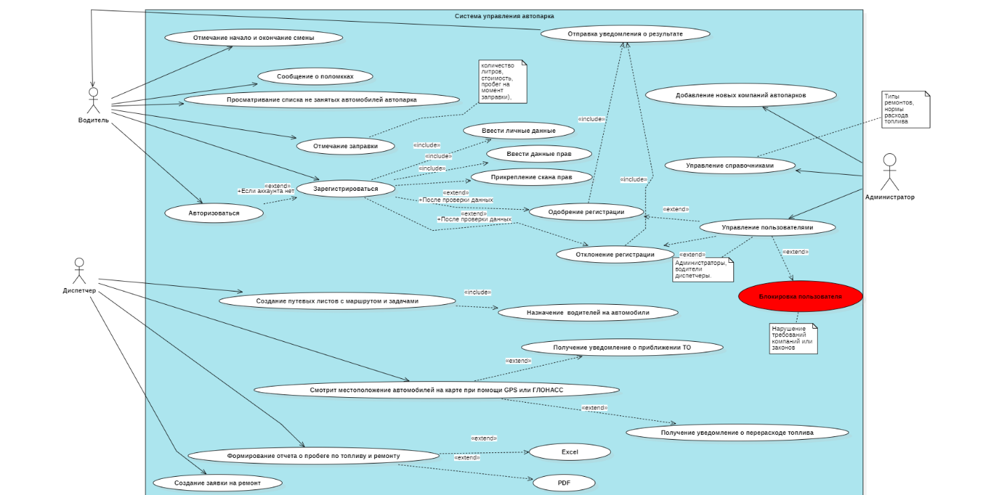 Система управления автопарка
Отмечание начало и окончание смены
Отправка уведомления о результате
количество
литров,
стоимость,
пробег на
момент
заправки),
Сообщение о поломкках
Добавление новых компаний автопарков
Типы
ремонтов,
нормы
расхода
топлива
Просматривание списка не занятых автомобилей автопарка
Водитель
«include»
Ввести личные данные
Отмечание заправки
«include»
Ввести данные прав
«include»
Управление справочниками
«include»
Прикрепление скана прав
«include»
«extend»
+Если аккаунта нет
Зарегистрироваться
«extend»
+После проверки данных
Администратор
Авторизоваться
Одобрение регистрации
«extend»
«extend»
+После проверки данных
Управление пользователями
Отклонение регистрации
«extend»
«extend»
Администраторы,
водители
диспетчеры.
Диспетчер
Блокировка пользователя
Создание путевых листов с маршрутом и задачами
«include»
Назначение водителей на автомобили
Нарушение
требований
компаний или
законов
Получение уведомление о приближении ТО
«extend»
Смотрит местоположение автомобилей на карте при помощи GPS или ГЛОНАСС
«extend»
Получение уведомление о перерасходе топлива
«extend»
Формирование отчета о пробеге по топливу и ремонту
Excel
«extend»
Создание заявки на ремонт
PDF